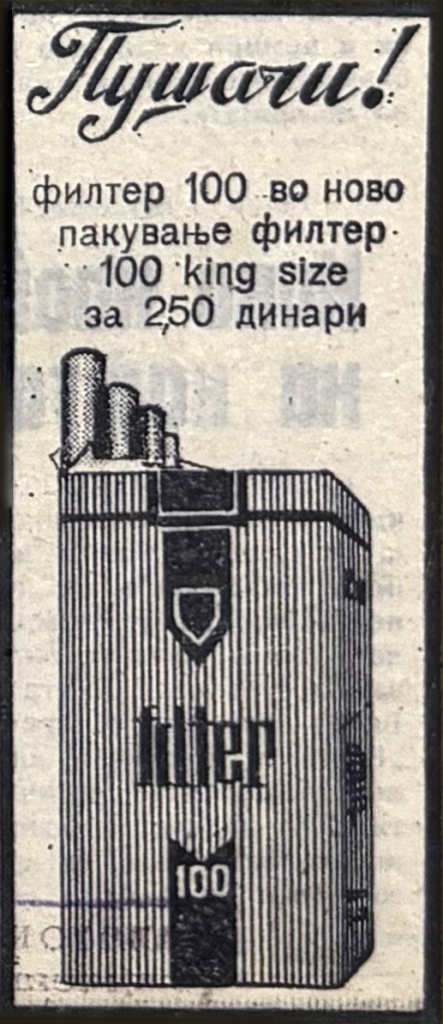 Пушачи!
филтер 100 во ново
пакување филтер
100 king size
за 2,50 динари
filter
100